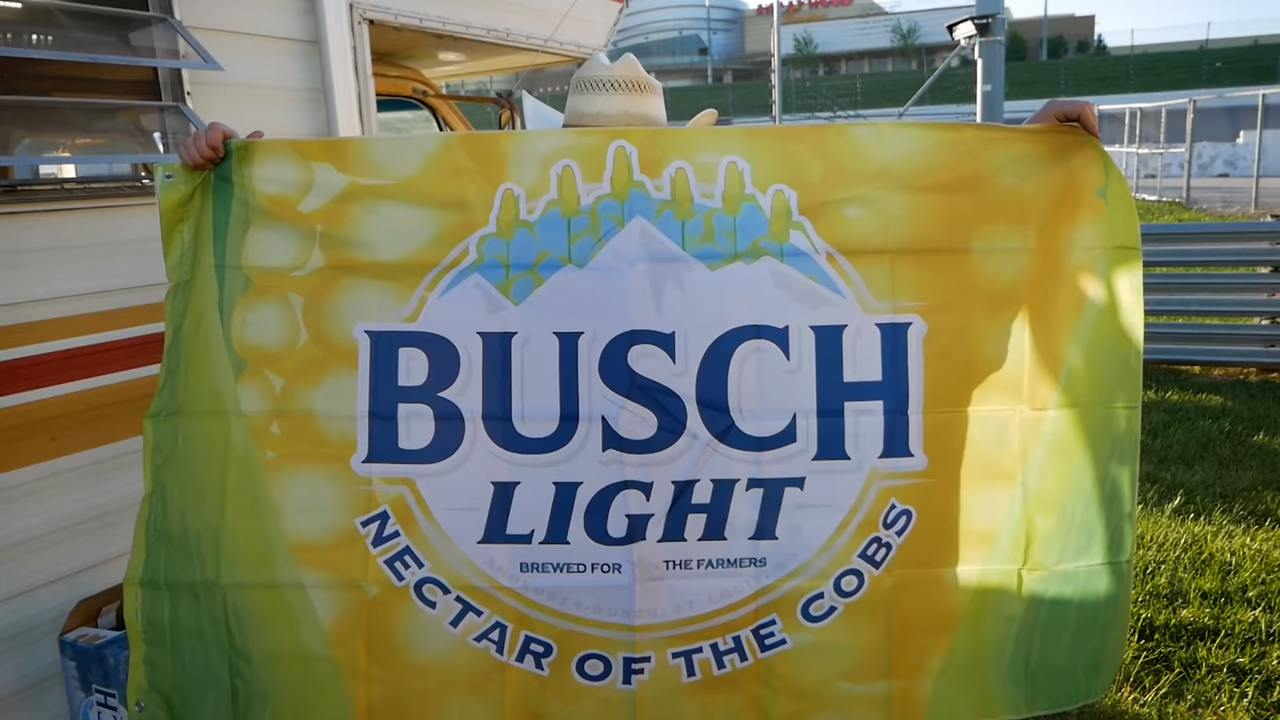 BUSCH
LIGHT
BREWED FOR THE FARMERS
NECTAR OF THE COBS